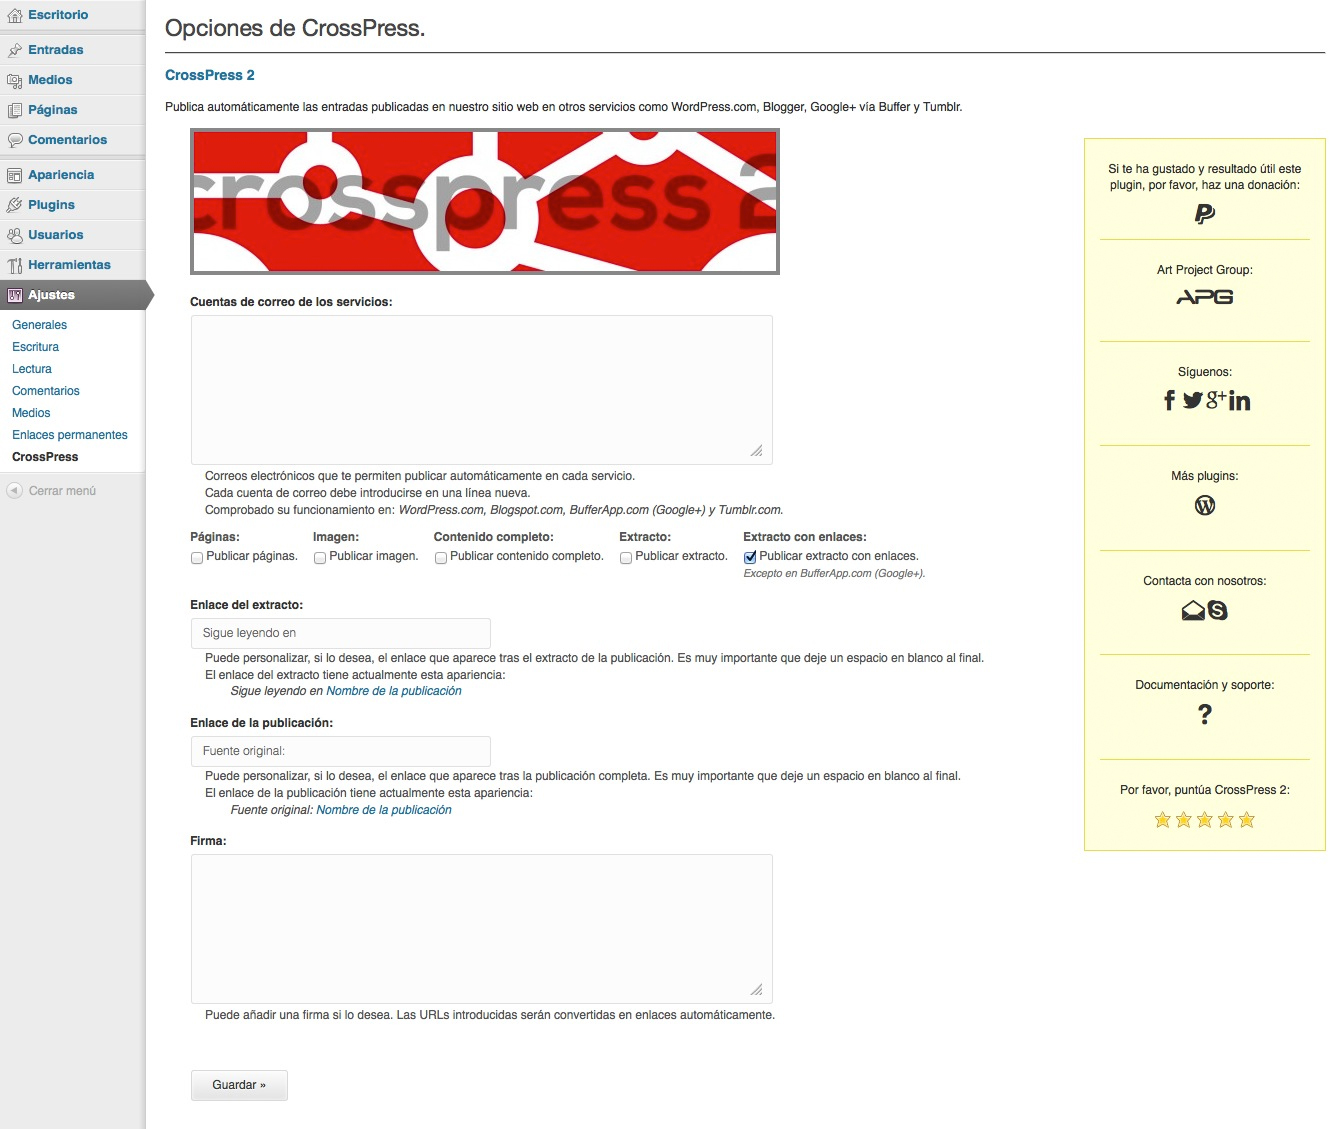 Escritorio
Entradas
Medios
Páginas
Comentarios
Apariencia
Plugins
Usuarios
Herramientas
Ajustes
Generales
Escritura
Lectura
Comentarios
Medios
Enlaces permanentes
CrossPress
Cerrar menú
Opciones de CrossPress.
CrossPress 2
Publica automáticamente las entradas publicadas en nuestro sitio web en otros servicios como WordPress.com, Blogger, Google+ vía Buffer y Tumblr.
crosspress 2
Cuentas de correo de los servicios:
Correos electrónicos que te permiten publicar automáticamente en cada servicio.
Cada cuenta de correo debe introducirse en una línea nueva.
Comprobado su funcionamiento en: WordPress.com, Blogspot.com, BufferApp.com (Google+) y Tumblr.com.
Páginas: Imagen: Contenido completo: Extracto: Extracto con enlaces:
Publicar páginas. Publicar imagen. Publicar contenido completo. Publicar extracto. Publicar extracto con enlaces.
Excepto en BufferApp.com (Google+).
Enlace del extracto:
Sigue leyendo en
Puede personalizar, si lo desea, el enlace que aparece tras el extracto de la publicación. Es muy importante que deje un espacio en blanco al final.
El enlace del extracto tiene actualmente esta apariencia:
Sigue leyendo en Nombre de la publicación
Enlace de la publicación:
Fuente original:
Puede personalizar, si lo desea, el enlace que aparece tras la publicación completa. Es muy importante que deje un espacio en blanco al final.
El enlace de la publicación tiene actualmente esta apariencia:
Fuente original: Nombre de la publicación
Firma:
Puede añadir una firma si lo desea. Las URLs introducidas serán convertidas en enlaces automáticamente.
Guardar »
Si te ha gustado y resultado útil este
plugin, por favor, haz una donación:
Art Project Group:
APG
Síguenos:
Más plugins:
Contacta con nosotros:
Documentación y soporte:
?
Por favor, puntúa CrossPress 2: